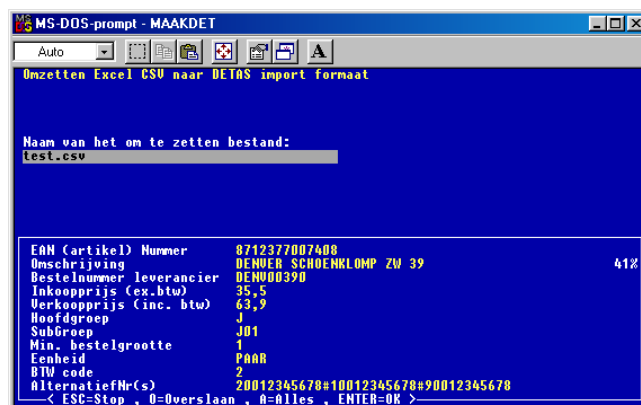 MS-DOS-prompt - MAAKDET
Auto
A
Omzetten Excel CSV naar DETAS import formaat
Naam van het om te zetten bestand:
test.csv
EAN (artikel) Nummer 8712377007408
Omschrijving DENVER SCHOENKLOMP ZW 39 41%
Bestelnummer leverancier DENV00390
Inkoopprijs (ex.btw) 35,5
Verkoopprijs (inc. btw) 63,9
Hoofdgroep J
SubGroep J01
Min. bestelgrootte 1
Eenheid PAAR
BTW code 2
AlternatiefNr(s) 20012345678#10012345678#90012345678
< ESC=Stop , O=Overslaan , A=Alles , ENTER=OK >